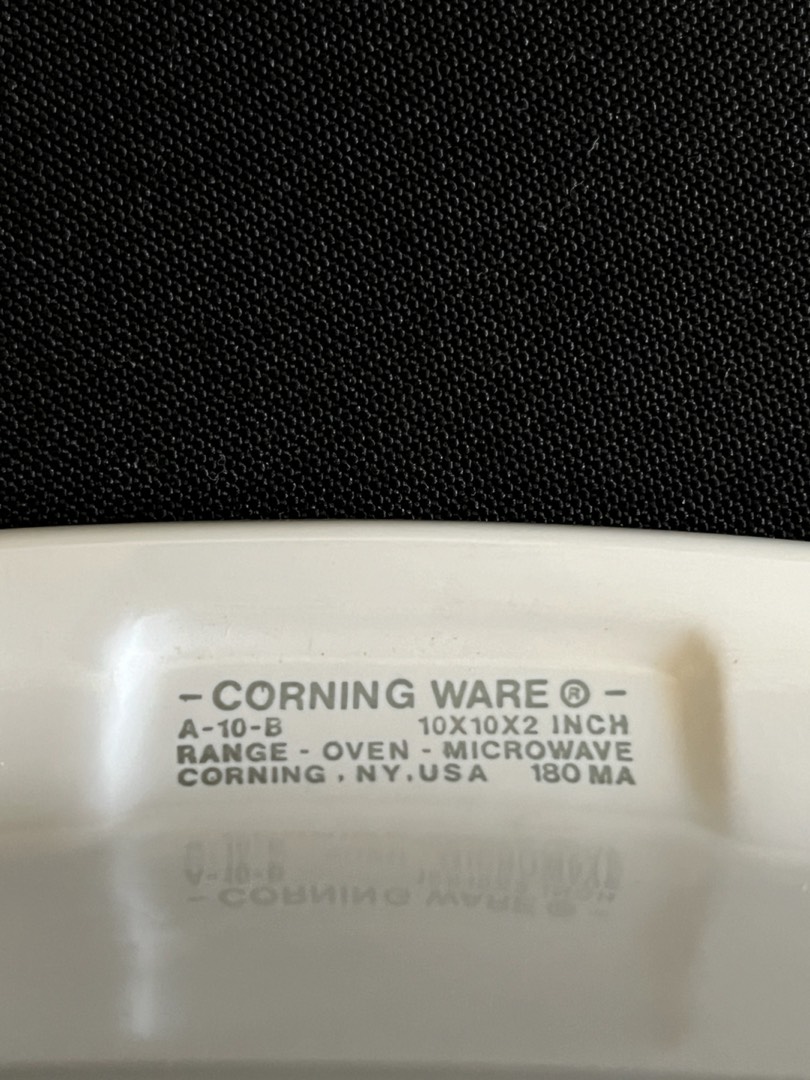 - CORNING WARE ® -
A-10-B 10X10X2 INCH
RANGE - OVEN - MICROWAVE
CORNING . NY . USA 180 MA